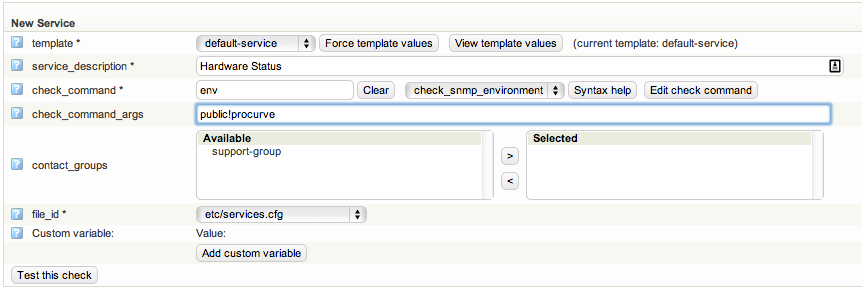 New Service
template * default-service Force template values View template values (current template: default-service)
service_description * Hardware Status
check_command * env Clear check_snmp_environment Syntax help Edit check command
check_command_args public!procurve
Available Selected
support-group
contact_groups > <
file_id * etc/services.cfg
Custom variable: Value:
Add custom variable
Test this check